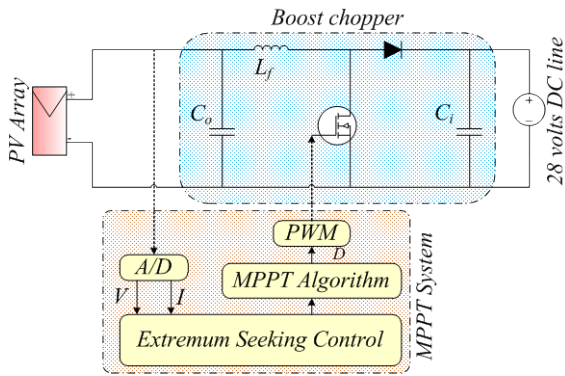 Boost chopper
PV Array
+
-
L_f
C_o
C_i
+
−
28 volts DC line
PWM
D
A/D
MPPT Algorithm
V
I
Extremum Seeking Control
MPPT System